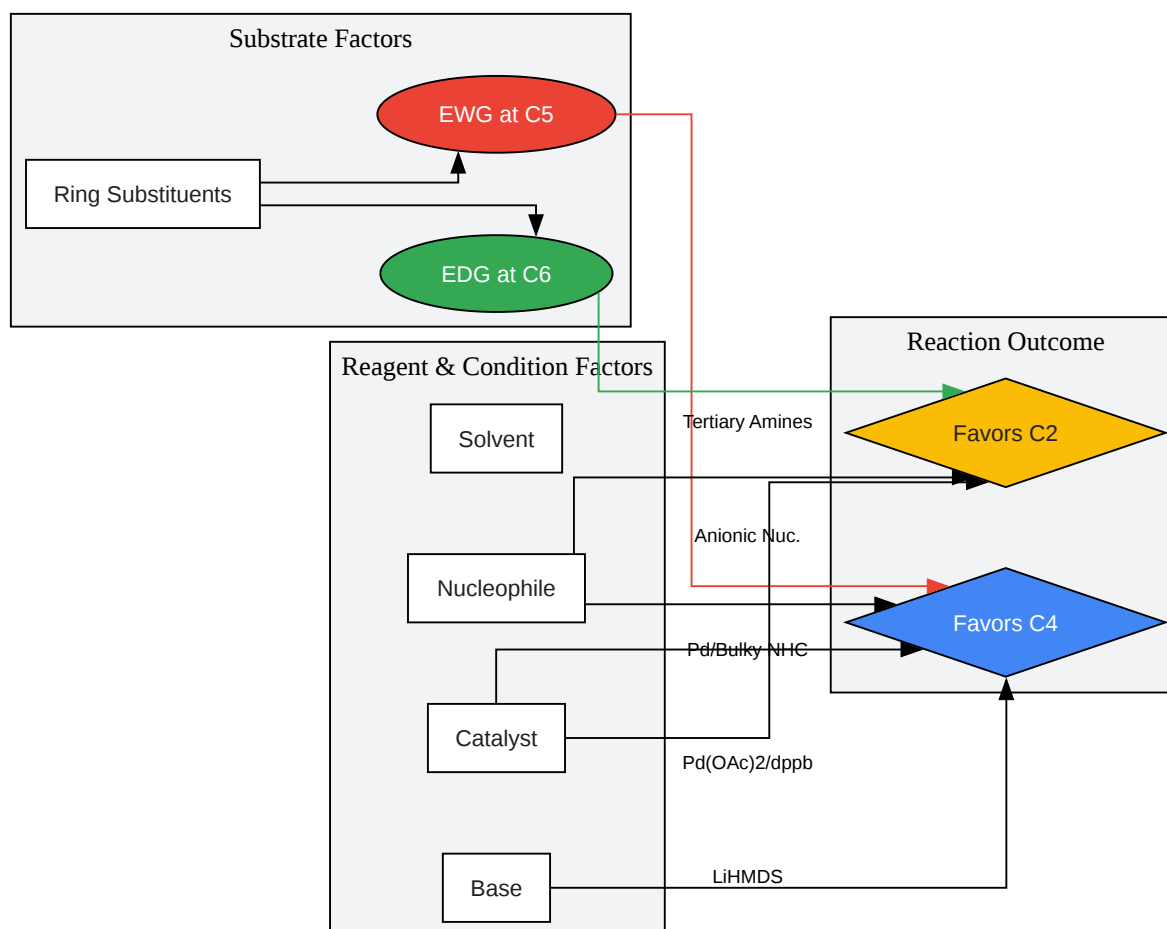 Substrate Factors
EWG at C5
Ring Substituents
EDG at C6
Reagent & Condition Factors
Reaction Outcome
Tertiary Amines
Favors C2
Solvent
Anionic Nuc.
Nucleophile
Favors C4
Pd/Bulky NHC
Catalyst
Pd(OAc)2/dppb
LiHMDS
Base